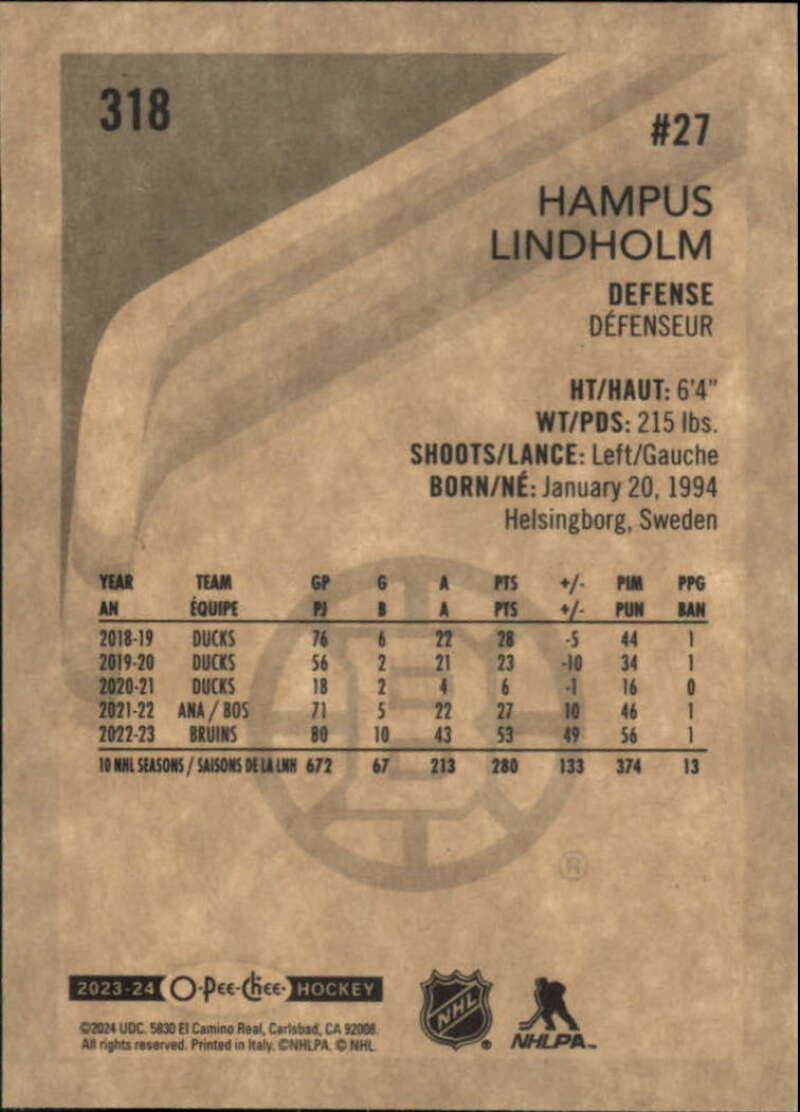 318
#27
HAMPUS
LINDHOLM
DEFENSE
DÉFENSEUR
HT/HAUT: 6'4"
WT/PDS: 215 lbs.
SHOOTS/LANCE: Left/Gauche
BORN/NÉ: January 20, 1994
Helsingborg, Sweden
YEAR TEAM GP G A PTS +/- PIM PPG
AN ÉQUIPE PJ B A PTS +/- PUN BAN
2018-19 DUCKS 76 6 22 28 -5 44 1
2019-20 DUCKS 56 2 21 23 -10 34 1
2020-21 DUCKS 18 2 4 6 -1 16 0
2021-22 ANA / BOS 71 5 22 27 10 46 1
2022-23 BRUINS 80 10 43 53 49 56 1
10 NHL SEASONS / SAISONS DE LA LNH 672 67 213 280 133 374 13
B
®
2023-24 O-Pee-Chee HOCKEY
©2024 UDC. 5830 El Camino Real, Carlsbad, CA 92008.
All rights reserved. Printed in Italy. ©NHLPA. © NHL.
NHL ®
NHLPA™